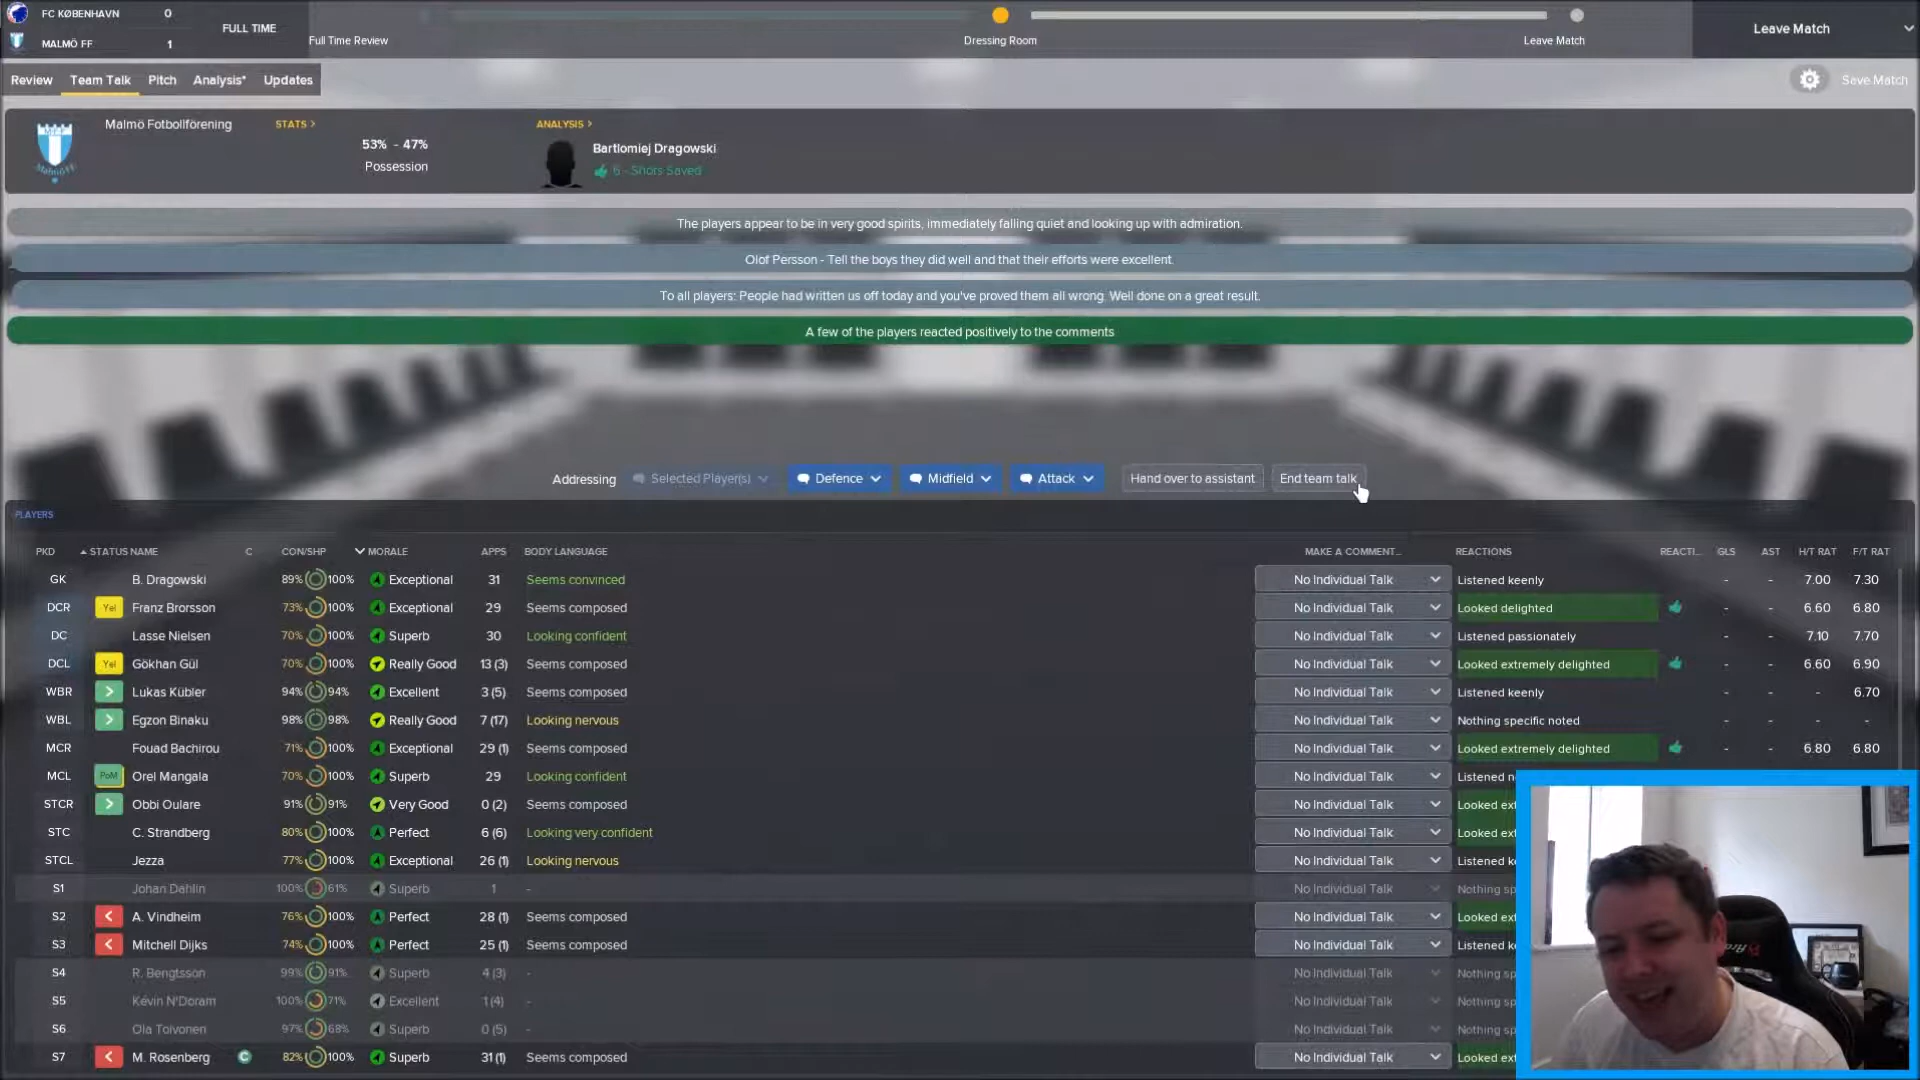 FC KØBENHAVN 0
MALMÖ FF 1
FULL TIME
Full Time Review
Dressing Room
Leave Match
Leave Match
Review Team Talk Pitch Analysis* Updates
Save Match
Malmö Fotbollförening
STATS >
53% - 47%
Possession
ANALYSIS >
Bartlomiej Dragowski
6 - Shots Saved
The players appear to be in very good spirits, immediately falling quiet and looking up with admiration.
Olof Persson - Tell the boys they did well and that their efforts were excellent.
To all players: People had written us off today and you've proved them all wrong. Well done on a great result.
A few of the players reacted positively to the comments
Addressing Selected Player(s) Defence Midfield Attack Hand over to assistant End team talk
PLAYERS
PKD STATUS NAME C CON/SHP MORALE APPS BODY LANGUAGE MAKE A COMMENT... REACTIONS REACTI... GLS AST H/T RAT F/T RAT
GK B. Dragowski 89% 100% Exceptional 31 Seems convinced No Individual Talk Listened keenly - - 7.00 7.30
DCR Yel Franz Brorsson 73% 100% Exceptional 29 Seems composed No Individual Talk Looked delighted - - 6.60 6.80
DC Lasse Nielsen 70% 100% Superb 30 Looking confident No Individual Talk Listened passionately - - 7.10 7.70
DCL Yel Gökhan Gül 70% 100% Really Good 13 (3) Seems composed No Individual Talk Looked extremely delighted - - 6.60 6.90
WBR Lukas Kübler 94% 94% Excellent 3 (5) Seems composed No Individual Talk Listened keenly - - - 6.70
WBL Egzon Binaku 98% 98% Really Good 7 (17) Looking nervous No Individual Talk Nothing specific noted - - - -
MCR Fouad Bachirou 71% 100% Exceptional 29 (1) Seems composed No Individual Talk Looked extremely delighted - - 6.80 6.80
MCL PoM Orel Mangala 70% 100% Superb 29 Looking confident No Individual Talk Listened
STCR Obbi Oulare 91% 91% Very Good 0 (2) Seems composed No Individual Talk Looked ext
STC C. Strandberg 80% 100% Perfect 6 (6) Looking very confident No Individual Talk Looked ext
STCL Jezza 77% 100% Exceptional 26 (1) Looking nervous No Individual Talk Listened k
S1 Johan Dahlin 100% 61% Superb 1 - No Individual Talk Nothing sp
S2 A. Vindheim 76% 100% Perfect 28 (1) Seems composed No Individual Talk Looked ext
S3 Mitchell Dijks 74% 100% Perfect 25 (1) Seems composed No Individual Talk Listened k
S4 R. Bengtsson 99% 91% Superb 4 (3) - No Individual Talk Nothing sp
S5 Kévin N'Doram 100% 71% Excellent 1 (4) - No Individual Talk Nothing sp
S6 Ola Toivonen 97% 68% Superb 0 (5) - No Individual Talk Nothing sp
S7 M. Rosenberg C 82% 100% Superb 31 (1) Seems composed No Individual Talk Looked ext